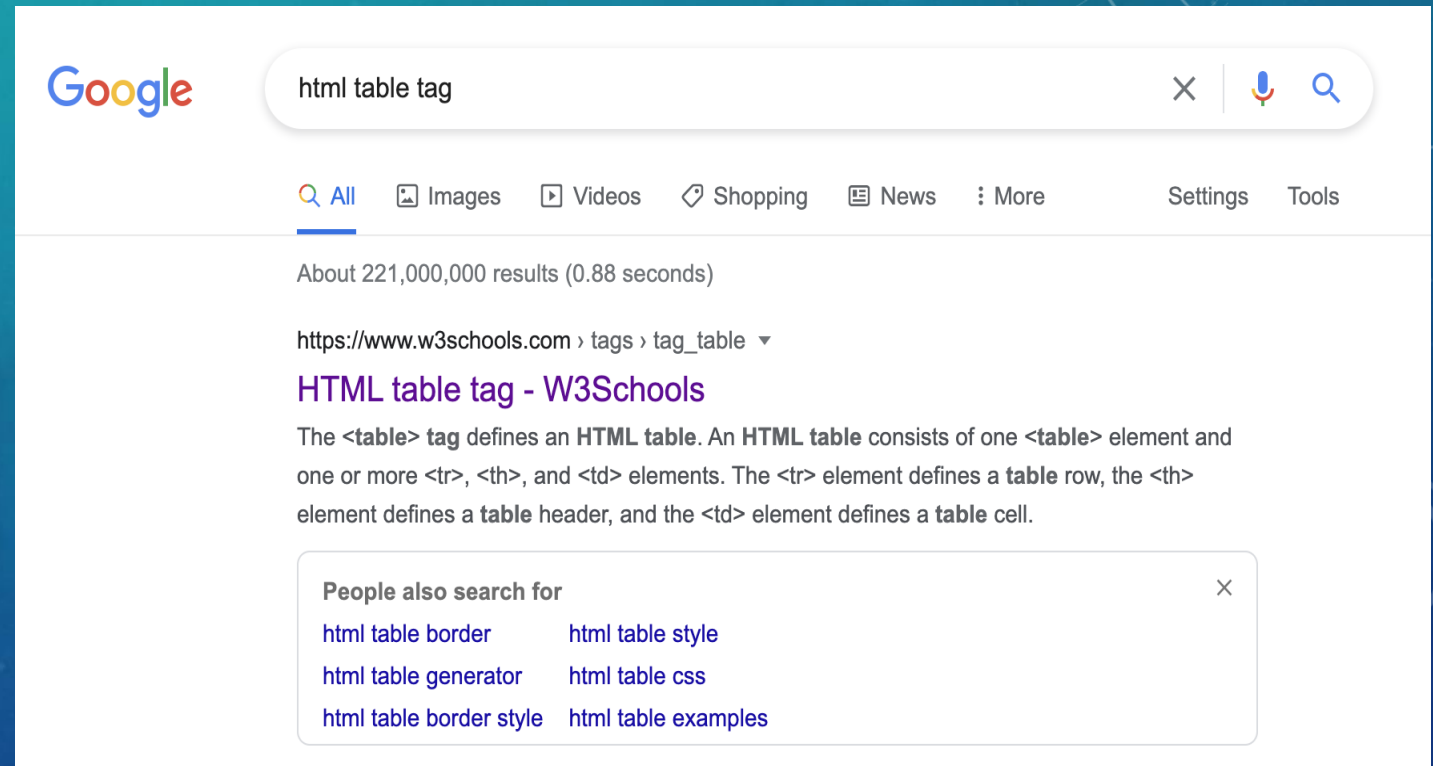 Google
html table tag
All Images Videos Shopping News More Settings Tools
About 221,000,000 results (0.88 seconds)
https://www.w3schools.com › tags › tag_table
HTML table tag - W3Schools
The <table> tag defines an HTML table. An HTML table consists of one <table> element and
one or more <tr>, <th>, and <td> elements. The <tr> element defines a table row, the <th>
element defines a table header, and the <td> element defines a table cell.
People also search for
html table border html table style
html table generator html table css
html table border style html table examples